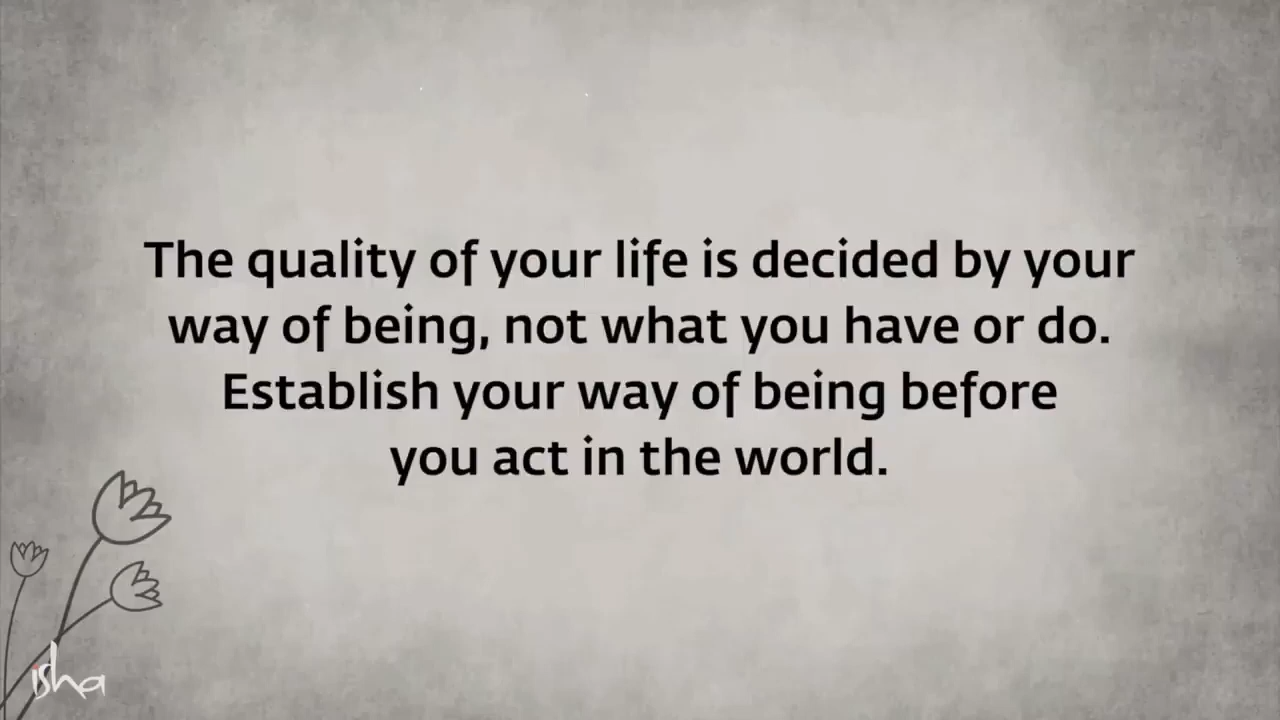 The quality of your life is decided by your
way of being, not what you have or do.
Establish your way of being before
you act in the world.
isha